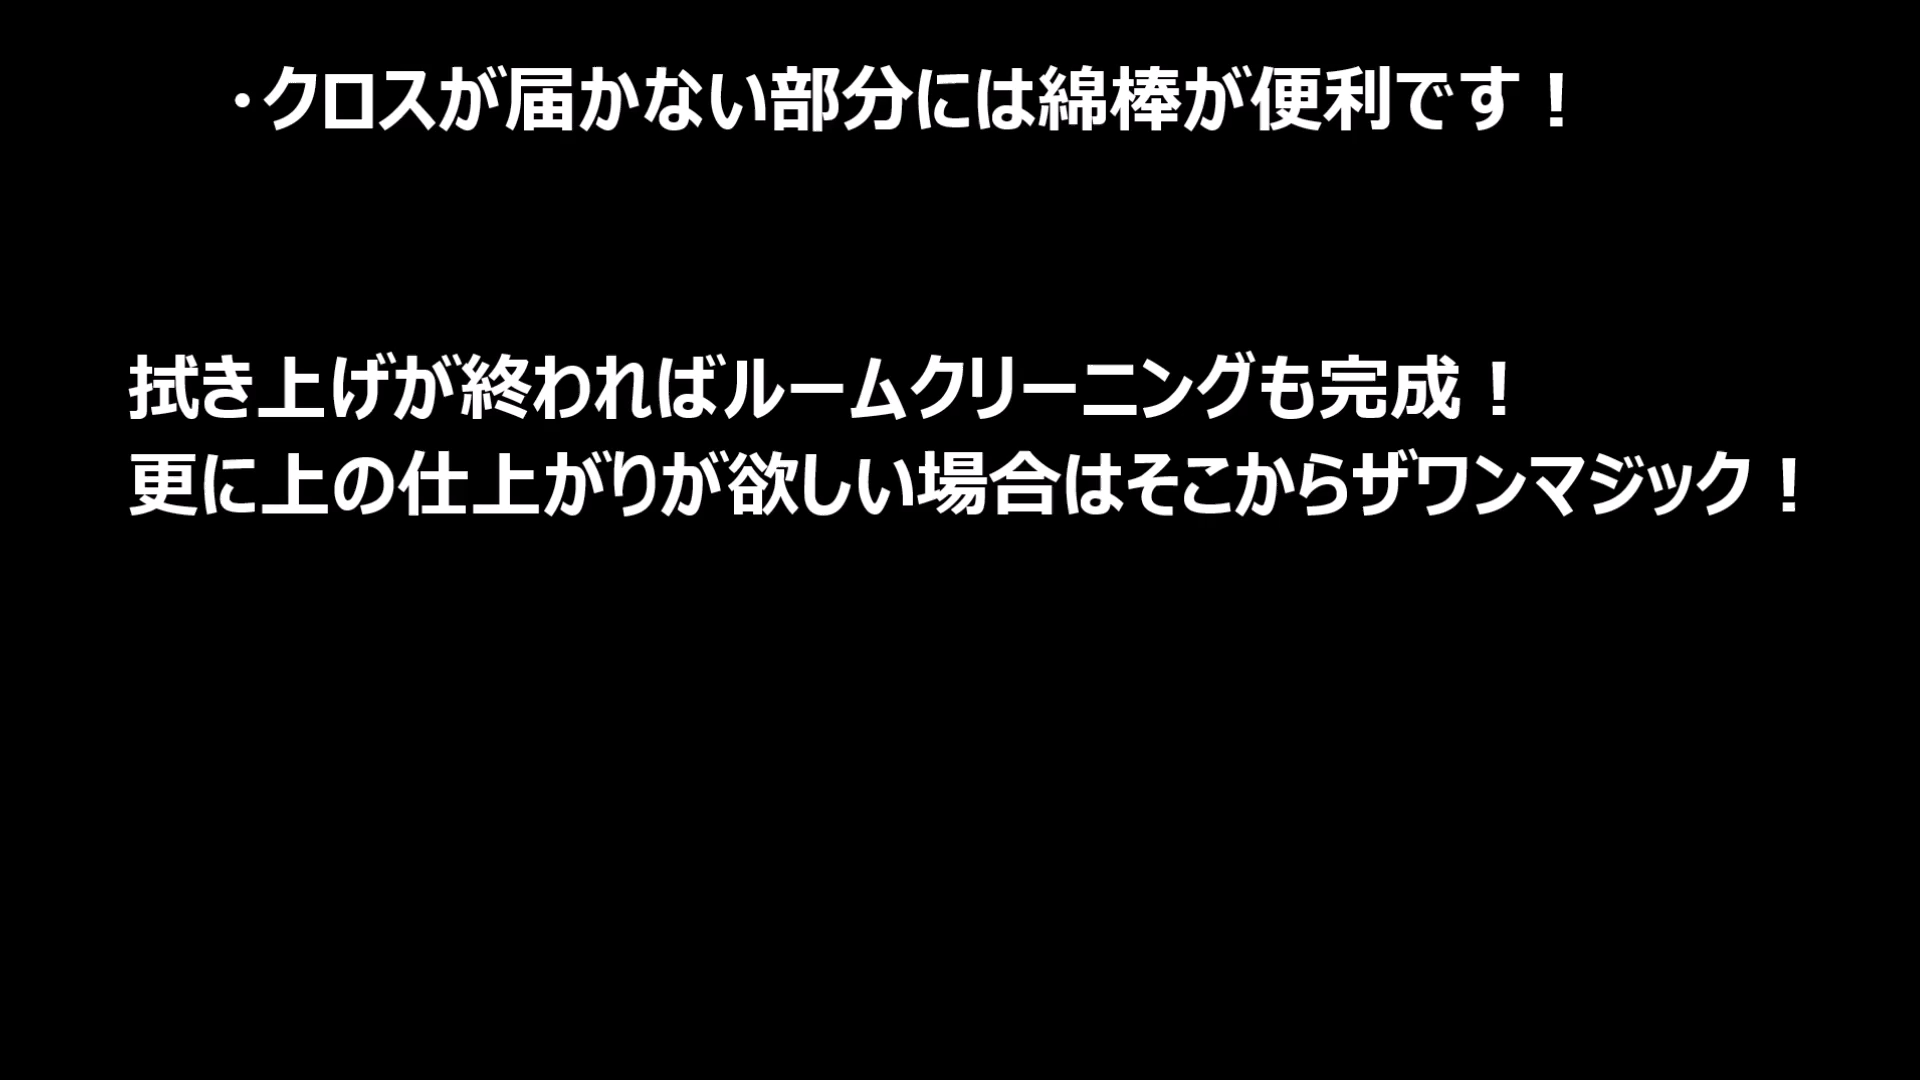 ・クロスが届かない部分には綿棒が便利です！
拭き上げが終わればルームクリーニングも完成！
更に上の仕上がりが欲しい場合はそこからザワンマジック！